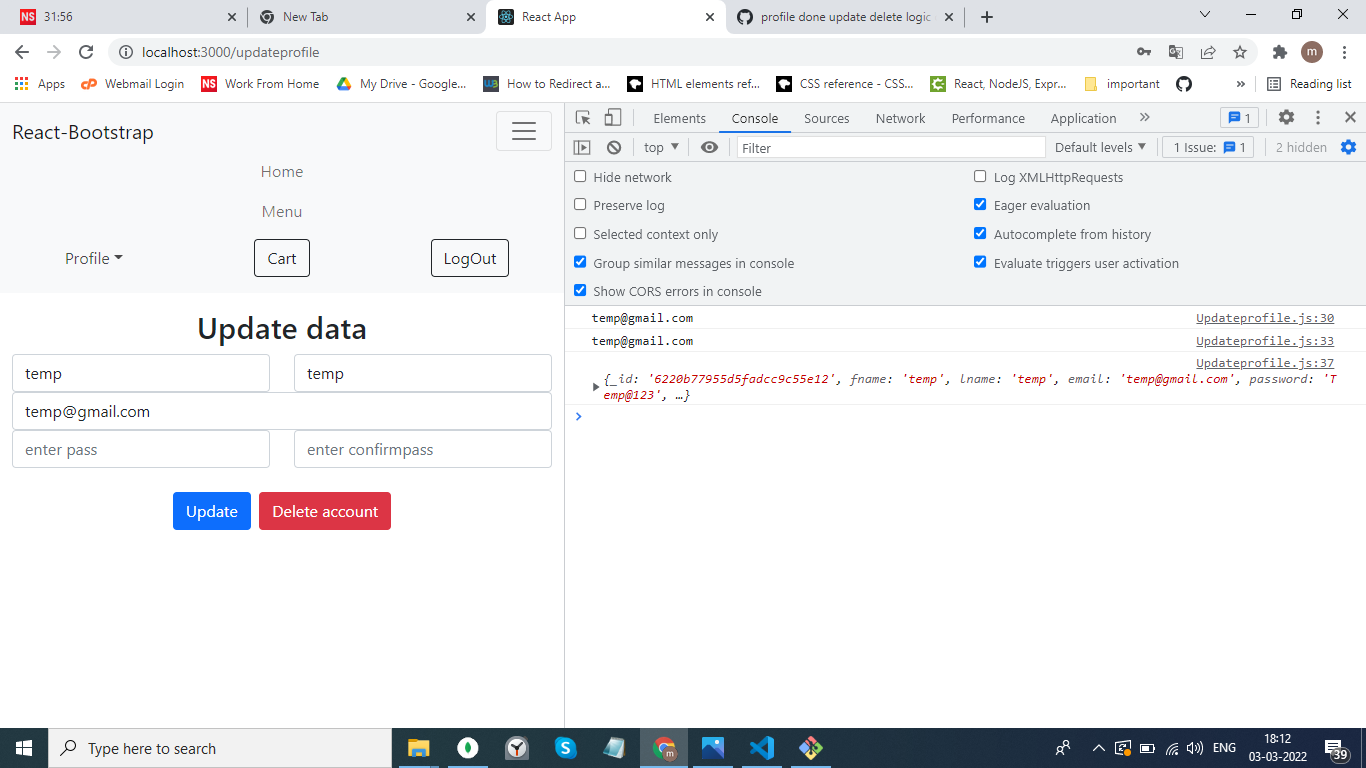 NS 31:56 New Tab React App profile done update delete logic
localhost:3000/updateprofile m
Apps Webmail Login NS Work From Home My Drive - Google... How to Redirect a... HTML elements ref... CSS reference - CSS... React, NodeJS, Expr... important » Reading list
React-Bootstrap
Home
Menu
Profile Cart LogOut
Update data
temp temp
temp@gmail.com
enter pass enter confirmpass
Update Delete account
Elements Console Sources Network Performance Application » 1
top Filter Default levels 1 Issue: 1 2 hidden
Hide network Log XMLHttpRequests
Preserve log Eager evaluation
Selected context only Autocomplete from history
Group similar messages in console Evaluate triggers user activation
Show CORS errors in console
temp@gmail.com Updateprofile.js:30
temp@gmail.com Updateprofile.js:33
Updateprofile.js:37
{_id: '6220b77955d5fadcc9c55e12', fname: 'temp', lname: 'temp', email: 'temp@gmail.com', password: 'T
emp@123', …}
Type here to search
ENG 18:12
03-03-2022
39